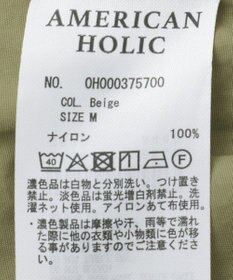 AMERICAN
HOLIC
NO. OH000375700
COL. Beige
SIZE M
ナイロン 100%
40 F
濃色品は白物と分別洗い。つけ置き
禁止。淡色品は蛍光増白剤禁止。洗
濯ネット使用。アイロンあて布使用。
・濃色製品は摩擦や汗、雨等で濡れ
た際に他の衣類や小物類に色が移
る事がありますのでご注意くださ
い。